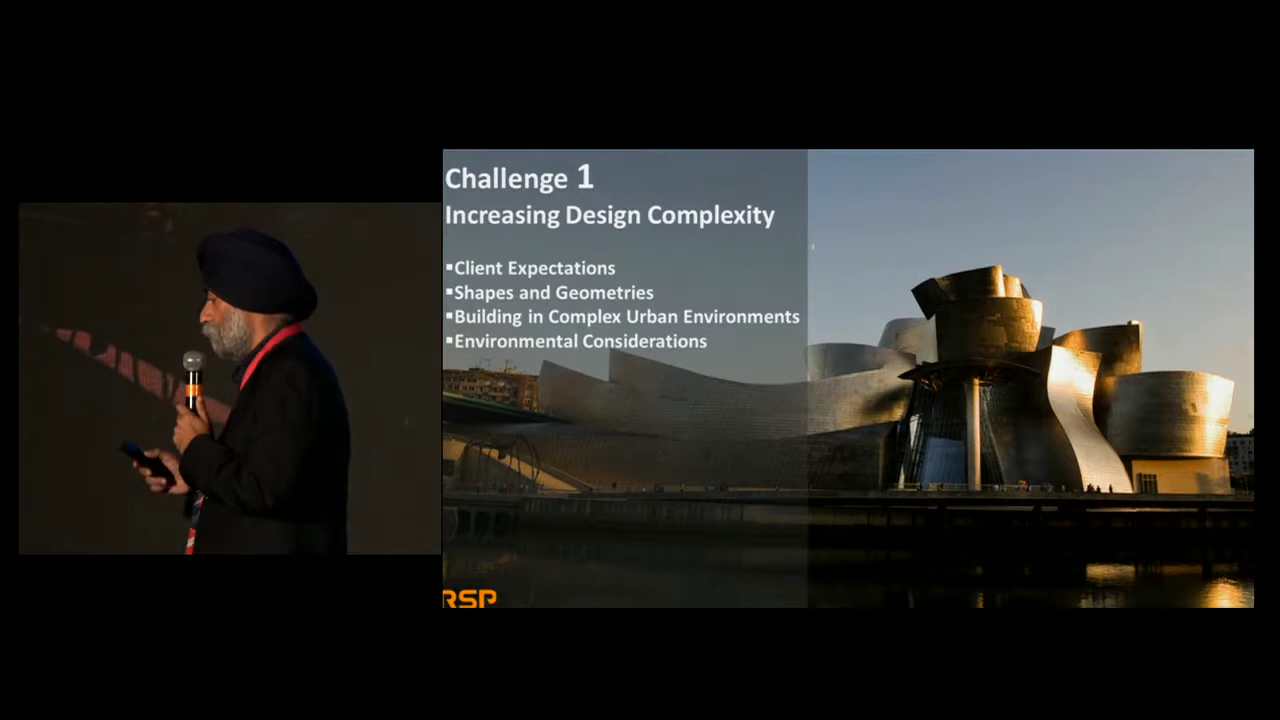 Challenge 1
Increasing Design Complexity
▪Client Expectations
▪Shapes and Geometries
▪Building in Complex Urban Environments
▪Environmental Considerations
RSP